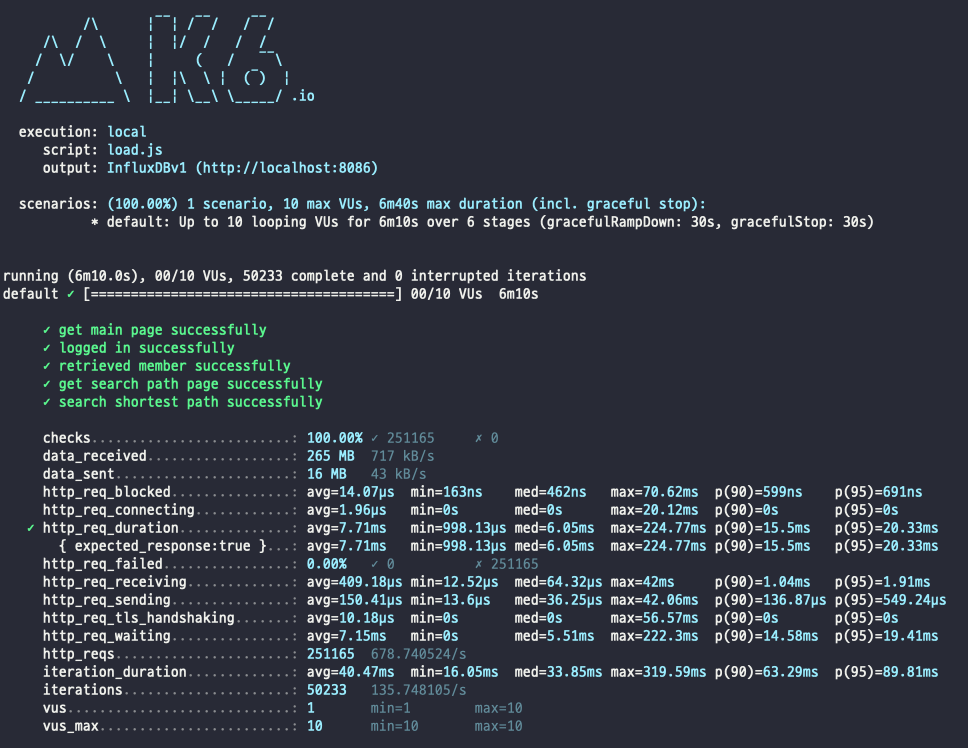 K6 .io
execution: local
script: load.js
output: InfluxDBv1 (http://localhost:8086)
scenarios: (100.00%) 1 scenario, 10 max VUs, 6m40s max duration (incl. graceful stop):
* default: Up to 10 looping VUs for 6m10s over 6 stages (gracefulRampDown: 30s, gracefulStop: 30s)
running (6m10.0s), 00/10 VUs, 50233 complete and 0 interrupted iterations
default ✓ [======================================] 00/10 VUs  6m10s
✓ get main page successfully
✓ logged in successfully
✓ retrieved member successfully
✓ get search path page successfully
✓ search shortest path successfully
checks.........................: 100.00% ✓ 251165     ✗ 0
data_received..................: 265 MB  717 kB/s
data_sent......................: 16 MB   43 kB/s
http_req_blocked...............: avg=14.07µs  min=163ns    med=462ns   max=70.62ms  p(90)=599ns    p(95)=691ns
http_req_connecting............: avg=1.96µs   min=0s       med=0s      max=20.12ms  p(90)=0s       p(95)=0s
✓ http_req_duration..............: avg=7.71ms   min=998.13µs med=6.05ms  max=224.77ms p(90)=15.5ms   p(95)=20.33ms
{ expected_response:true }...: avg=7.71ms   min=998.13µs med=6.05ms  max=224.77ms p(90)=15.5ms   p(95)=20.33ms
http_req_failed................: 0.00%   ✓ 0          ✗ 251165
http_req_receiving.............: avg=409.18µs min=12.52µs  med=64.32µs max=42ms     p(90)=1.04ms   p(95)=1.91ms
http_req_sending...............: avg=150.41µs min=13.6µs   med=36.25µs max=42.06ms  p(90)=136.87µs p(95)=549.24µs
http_req_tls_handshaking.......: avg=10.18µs  min=0s       med=0s      max=56.57ms  p(90)=0s       p(95)=0s
http_req_waiting...............: avg=7.15ms   min=0s       med=5.51ms  max=222.3ms  p(90)=14.58ms  p(95)=19.41ms
http_reqs......................: 251165  678.740524/s
iteration_duration.............: avg=40.47ms  min=16.05ms  med=33.85ms max=319.59ms p(90)=63.29ms  p(95)=89.81ms
iterations.....................: 50233   135.748105/s
vus............................: 1       min=1        max=10
vus_max........................: 10      min=10       max=10